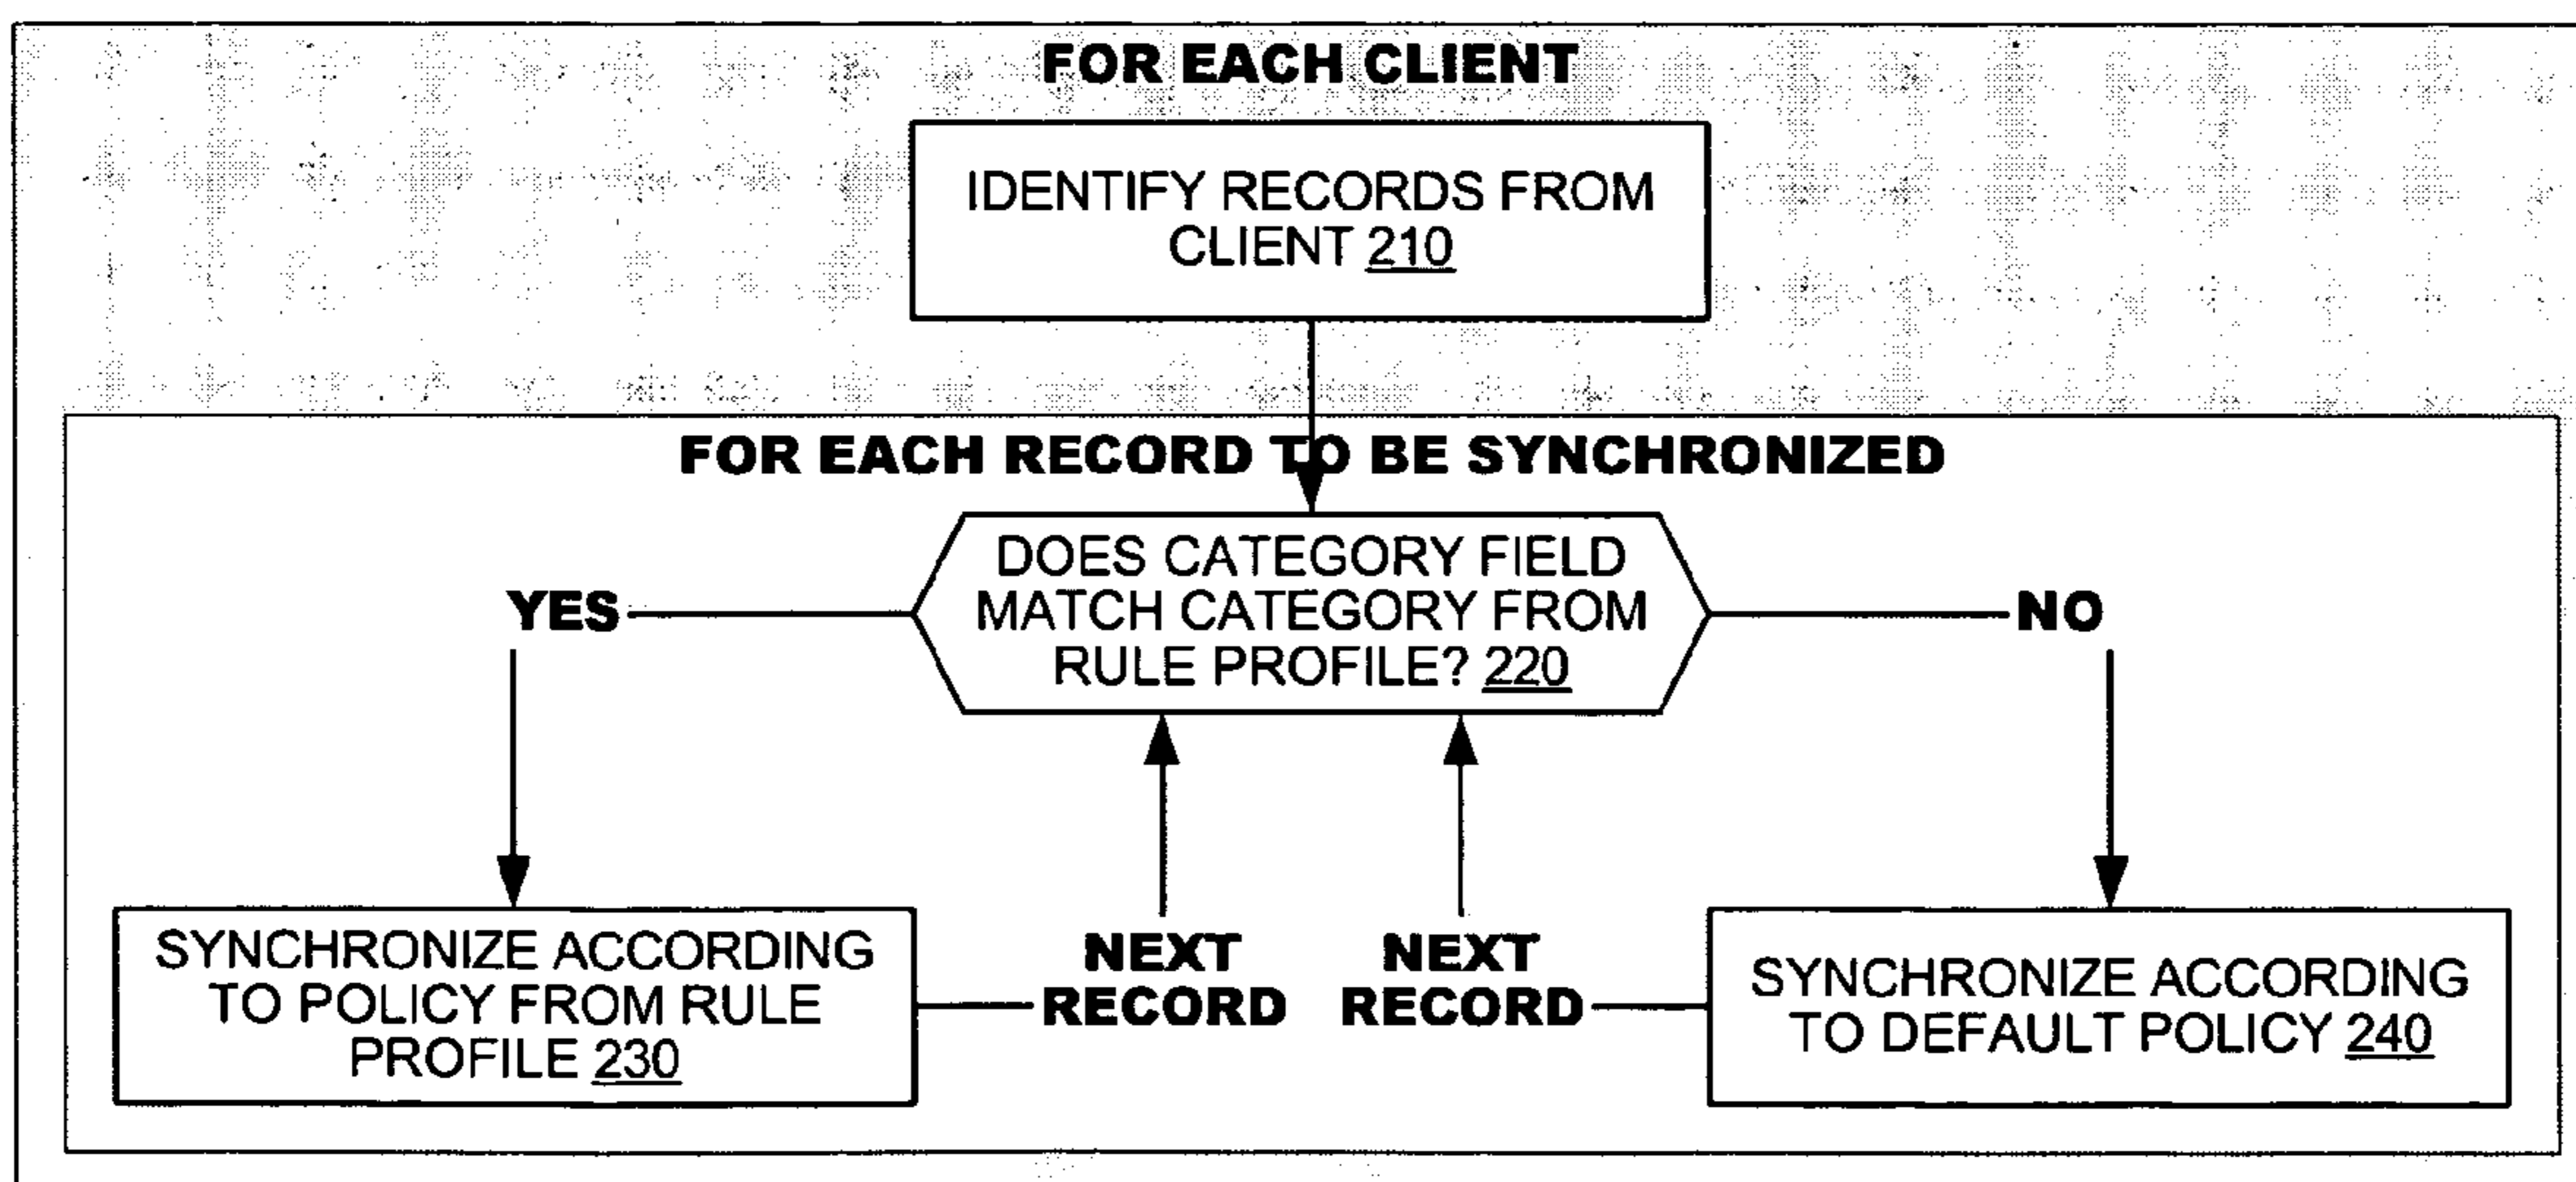 FOR EACH CLIENT
IDENTIFY RECORDS FROM
CLIENT 210
FOR EACH RECORD TO BE SYNCHRONIZED
DOES CATEGORY FIELD
MATCH CATEGORY FROM
RULE PROFILE? 220
YES
NO
SYNCHRONIZE ACCORDING
TO POLICY FROM RULE
PROFILE 230
NEXT
RECORD
NEXT
RECORD
SYNCHRONIZE ACCORDING
TO DEFAULT POLICY 240